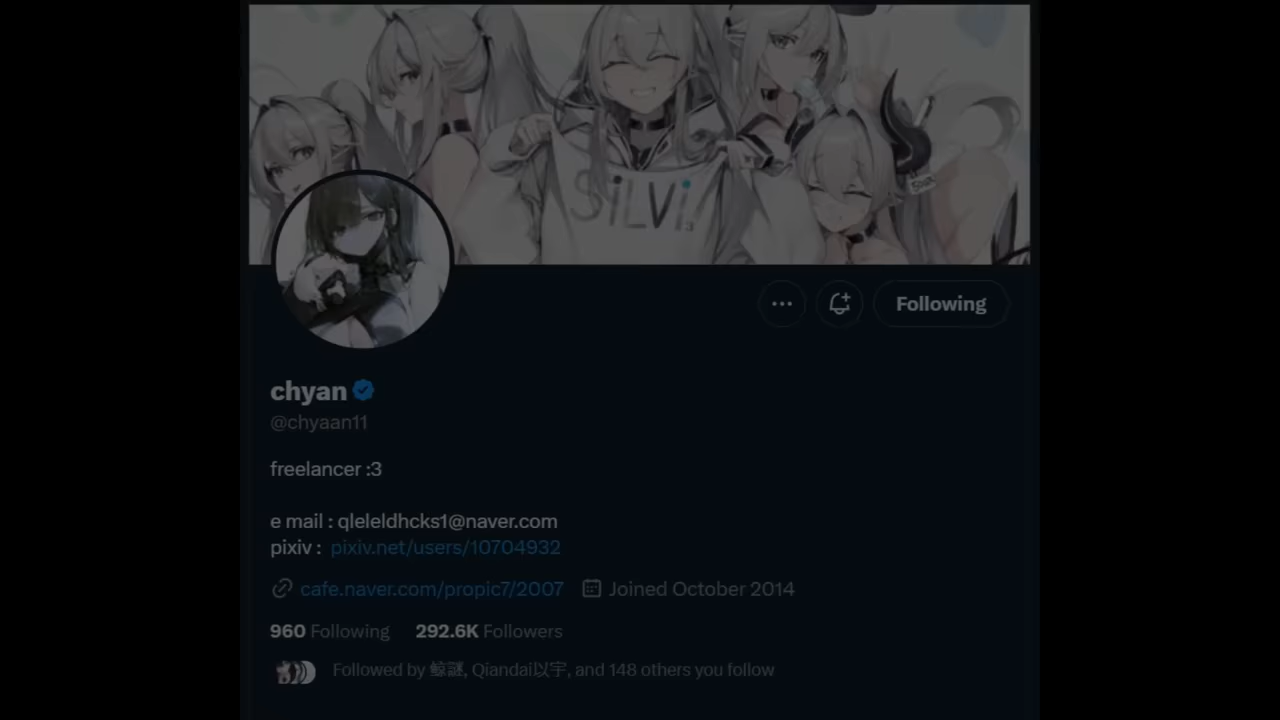 SiLVi
Following
chyan
@chyaan11
freelancer :3
e mail : qleleldhcks1@naver.com
pixiv : pixiv.net/users/10704932
cafe.naver.com/propic7/2007 Joined October 2014
960 Following 292.6K Followers
Followed by 鲸謎, Qiandai以宇, and 148 others you follow